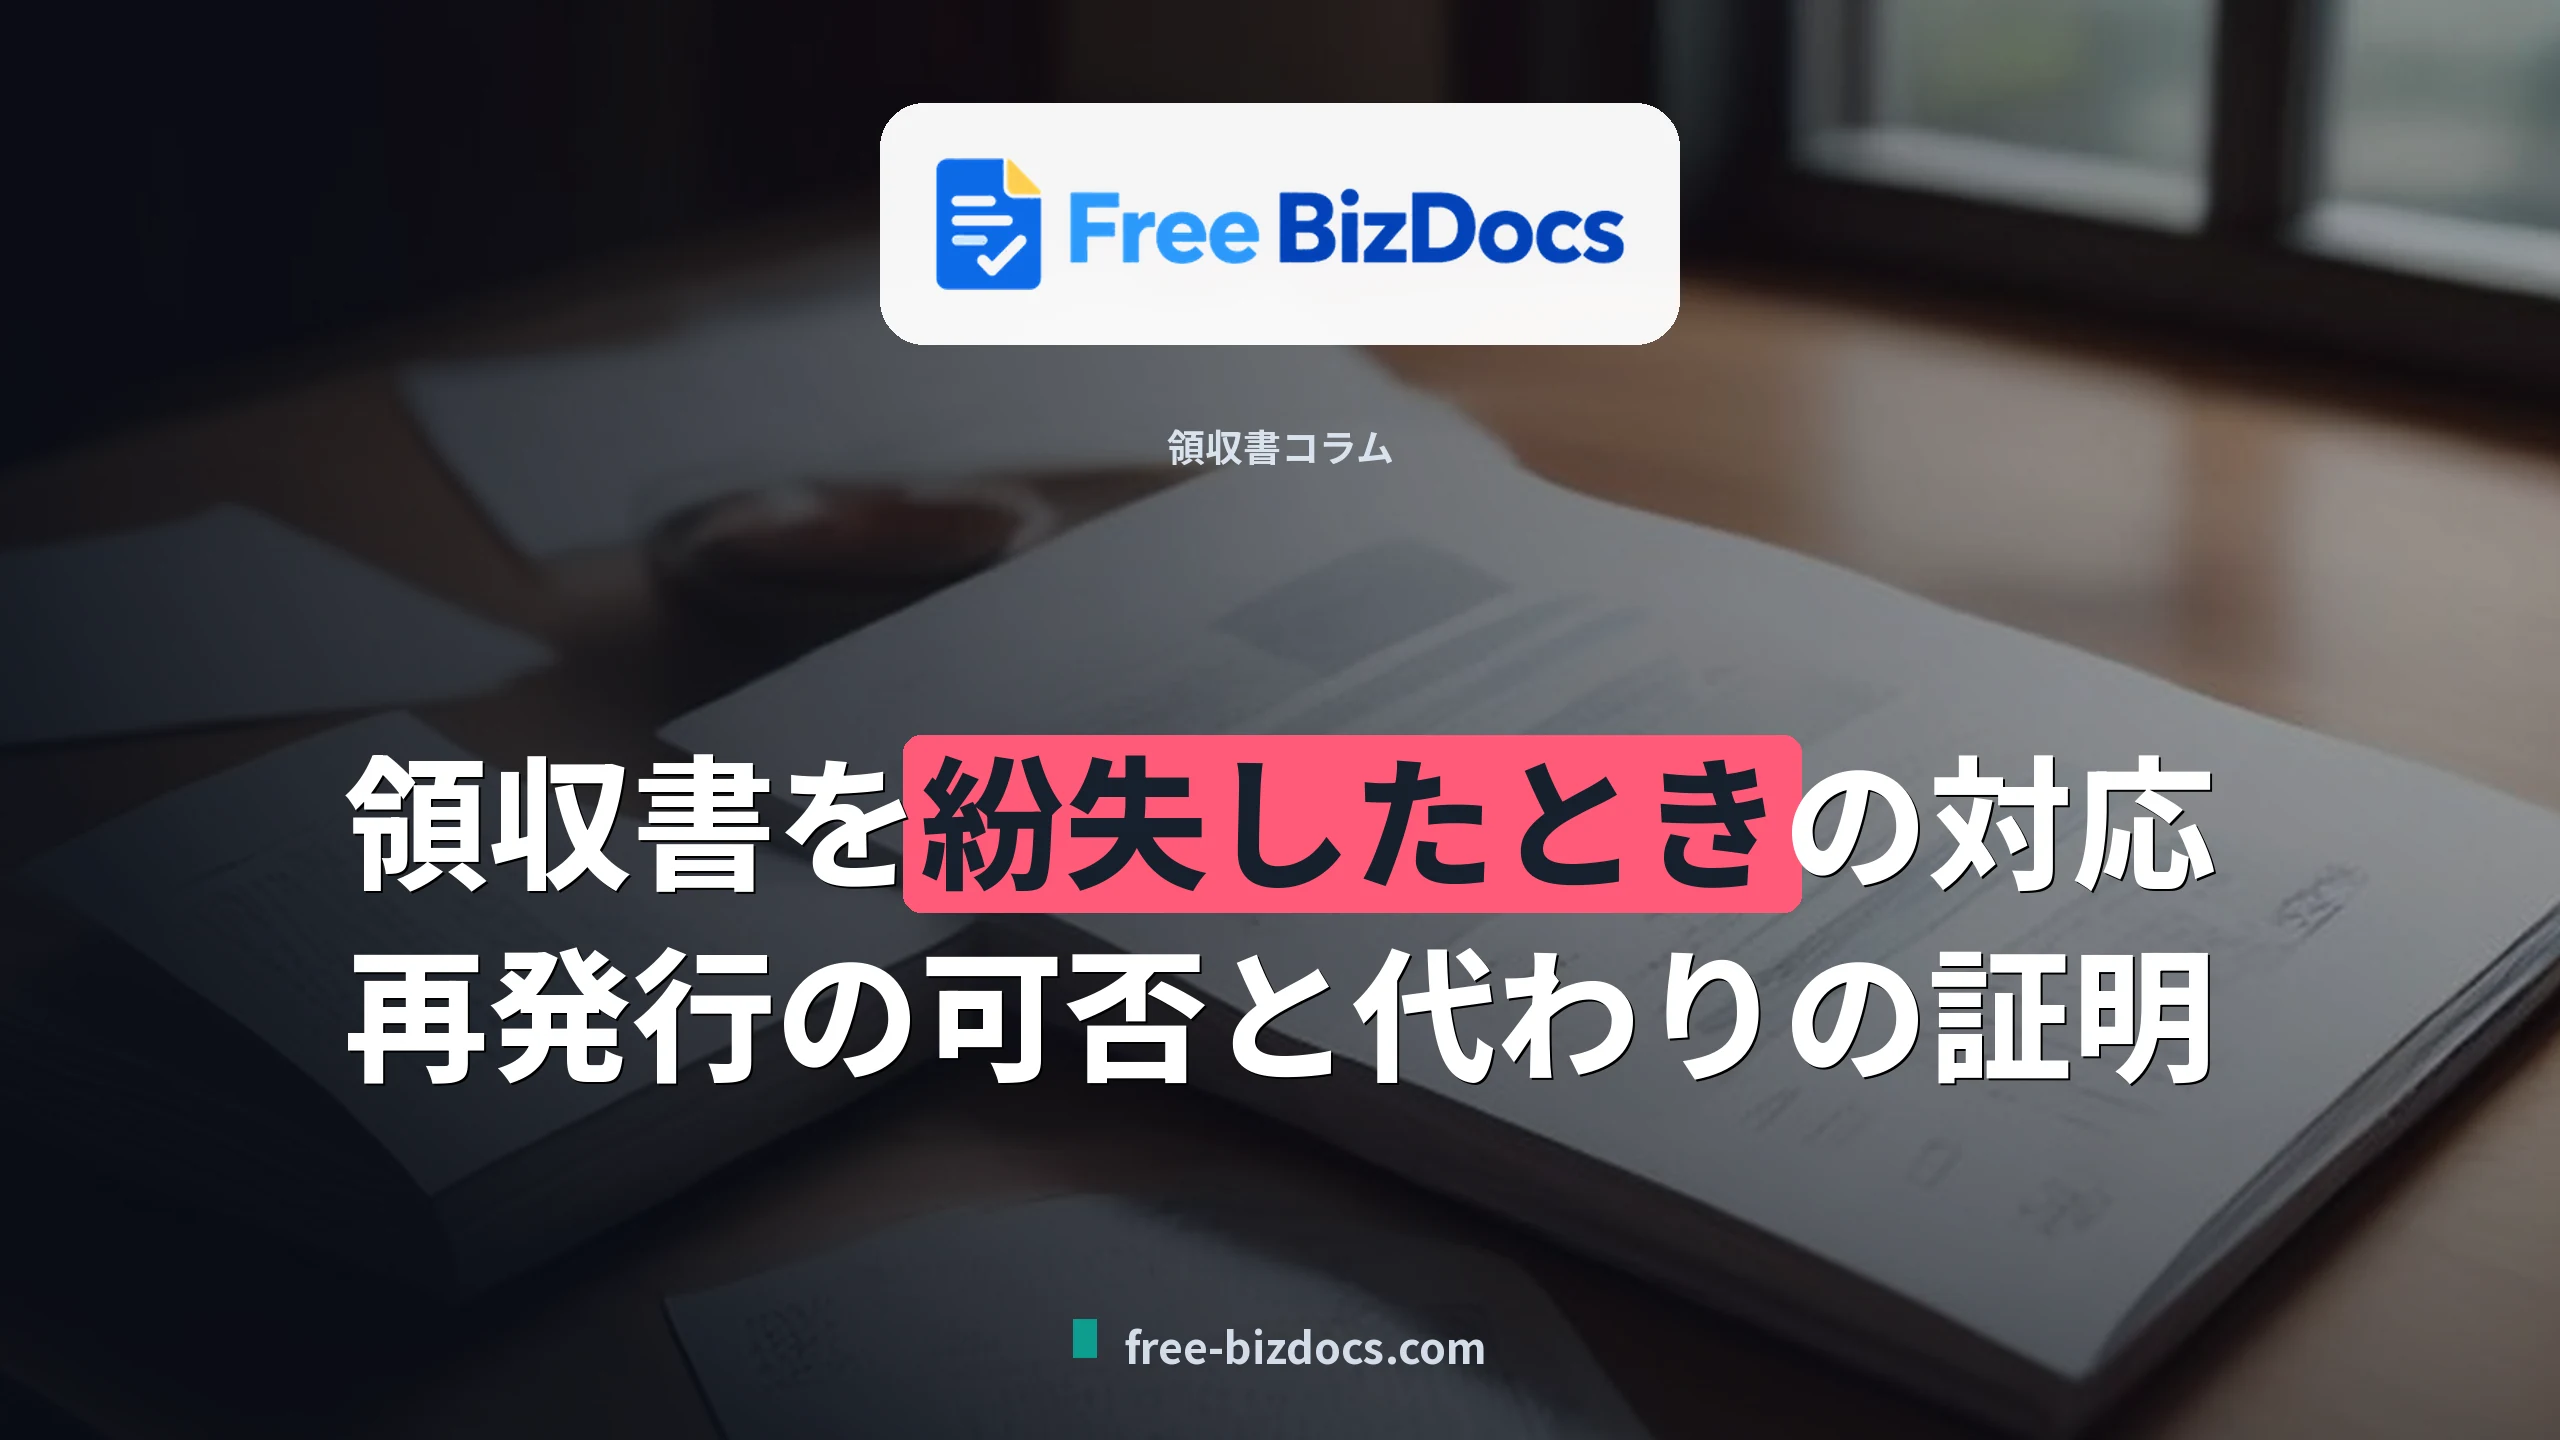 Free BizDocs
領収書コラム
領収書を紛失したときの対応
再発行の可否と代わりの証明
free-bizdocs.com